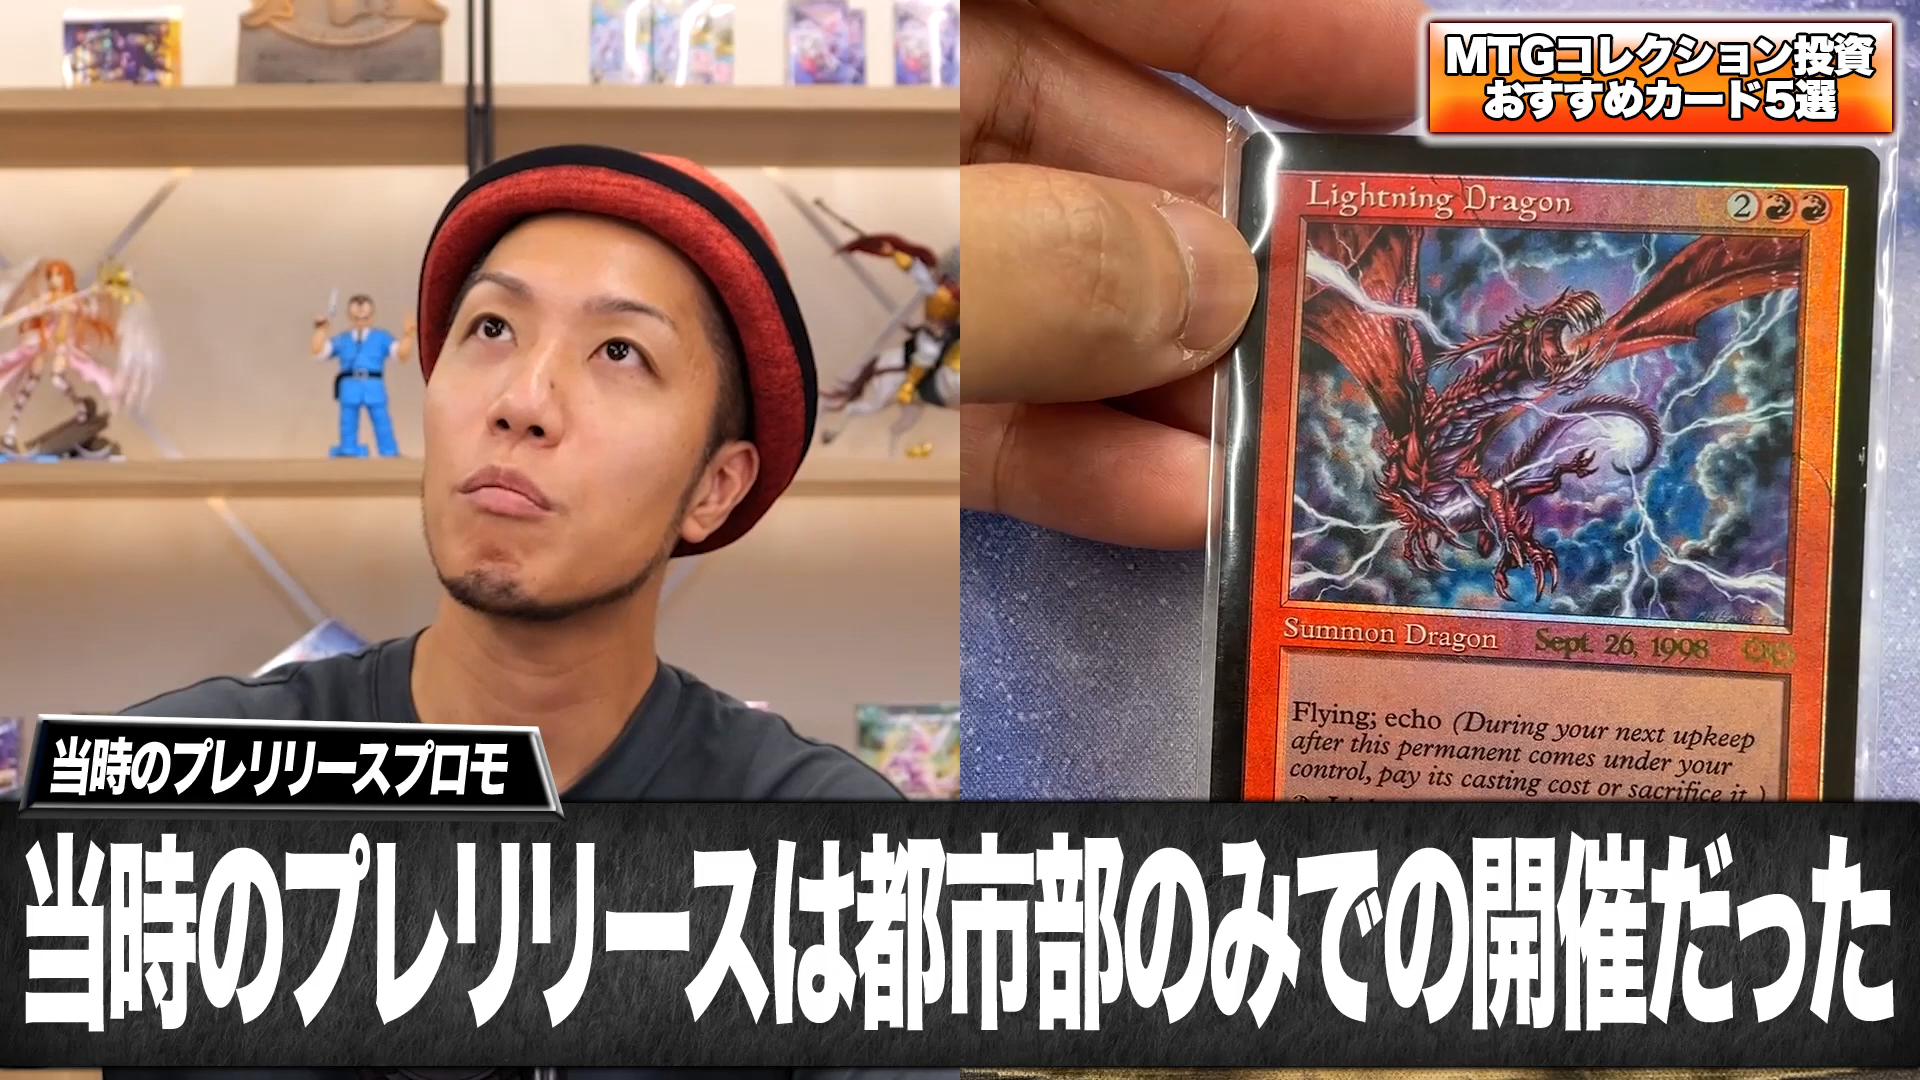 MTGコレクション投資
おすすめカード5選
Lightning Dragon
2
Summon Dragon Sept. 26, 1998
Flying; echo (During your next upkeep
after this permanent comes under your
control, pay its casting cost or sacrifice it.)
当時のプレリリースプロモ
当時のプレリリースは都市部のみでの開催だった